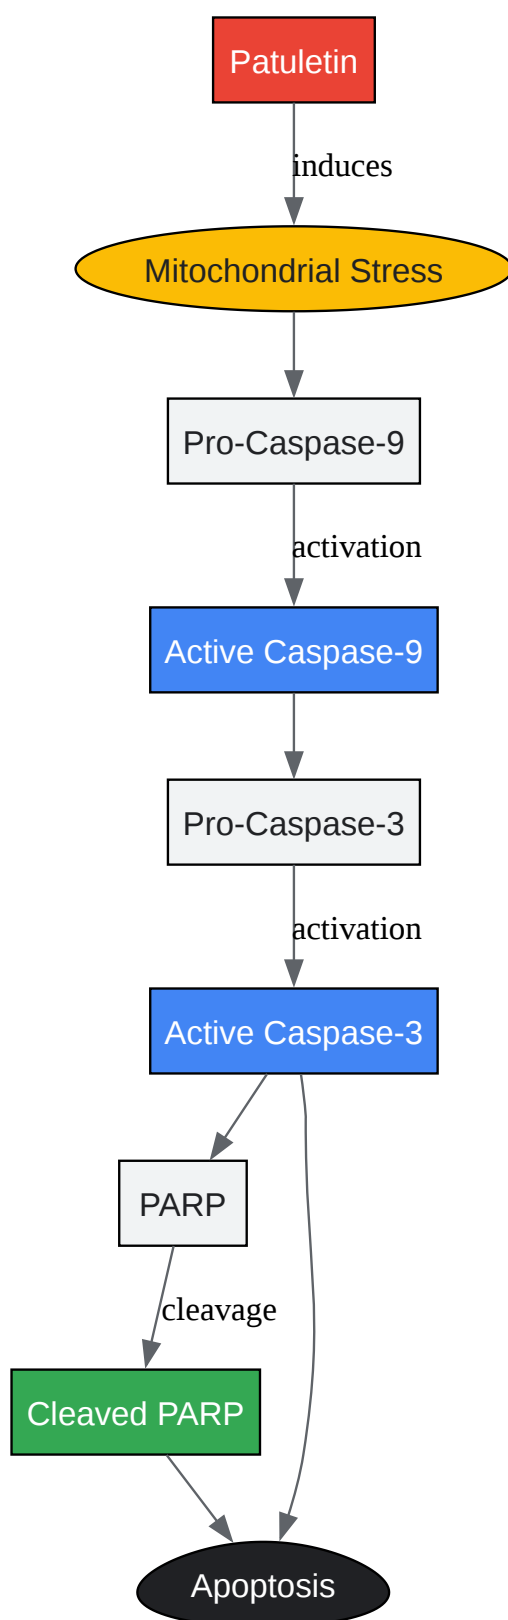 Patuletin
induces
Mitochondrial Stress
Pro-Caspase-9
activation
Active Caspase-9
Pro-Caspase-3
activation
Active Caspase-3
PARP
cleavage
Cleaved PARP
Apoptosis